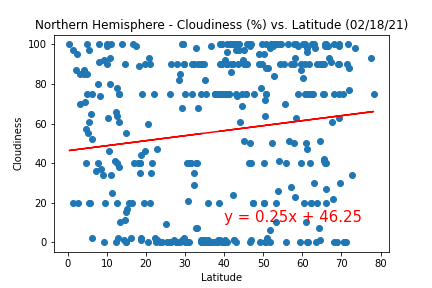 Northern Hemisphere - Cloudiness (%) vs. Latitude (02/18/21)
100
80
60
40
20
0
Cloudiness
y = 0.25x + 46.25
0 10 20 30 40 50 60 70 80
Latitude